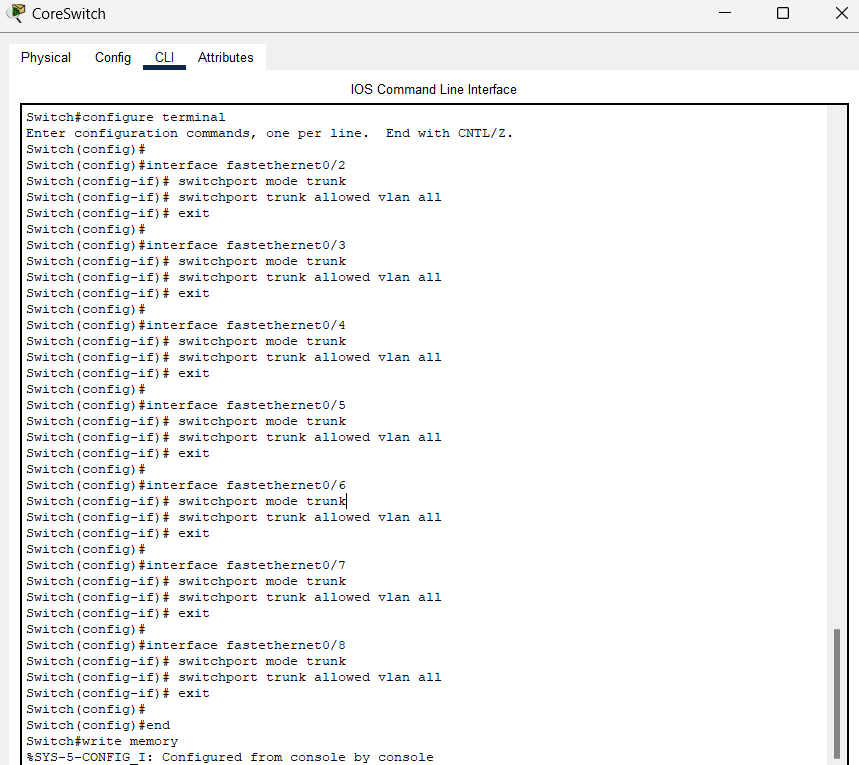 CoreSwitch
Physical Config CLI Attributes
IOS Command Line Interface
Switch#configure terminal
Enter configuration commands, one per line.  End with CNTL/Z.
Switch(config)#
Switch(config)#interface fastethernet0/2
Switch(config-if)# switchport mode trunk
Switch(config-if)# switchport trunk allowed vlan all
Switch(config-if)# exit
Switch(config)#
Switch(config)#interface fastethernet0/3
Switch(config-if)# switchport mode trunk
Switch(config-if)# switchport trunk allowed vlan all
Switch(config-if)# exit
Switch(config)#
Switch(config)#interface fastethernet0/4
Switch(config-if)# switchport mode trunk
Switch(config-if)# switchport trunk allowed vlan all
Switch(config-if)# exit
Switch(config)#
Switch(config)#interface fastethernet0/5
Switch(config-if)# switchport mode trunk
Switch(config-if)# switchport trunk allowed vlan all
Switch(config-if)# exit
Switch(config)#
Switch(config)#interface fastethernet0/6
Switch(config-if)# switchport mode trunk
Switch(config-if)# switchport trunk allowed vlan all
Switch(config-if)# exit
Switch(config)#
Switch(config)#interface fastethernet0/7
Switch(config-if)# switchport mode trunk
Switch(config-if)# switchport trunk allowed vlan all
Switch(config-if)# exit
Switch(config)#
Switch(config)#interface fastethernet0/8
Switch(config-if)# switchport mode trunk
Switch(config-if)# switchport trunk allowed vlan all
Switch(config-if)# exit
Switch(config)#
Switch(config)#end
Switch#write memory
%SYS-5-CONFIG_I: Configured from console by console